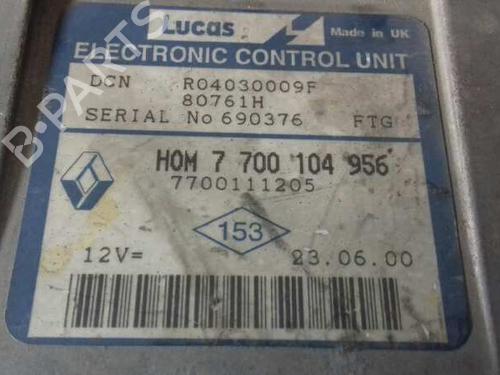 Lucas Made in UK
ELECTRONIC CONTROL UNIT
DCN R04030009F
80761H
SERIAL No 690376 FTG
HOM 7 700 104 956
7700111205
153
12V= 23.06.00
B-PARTS